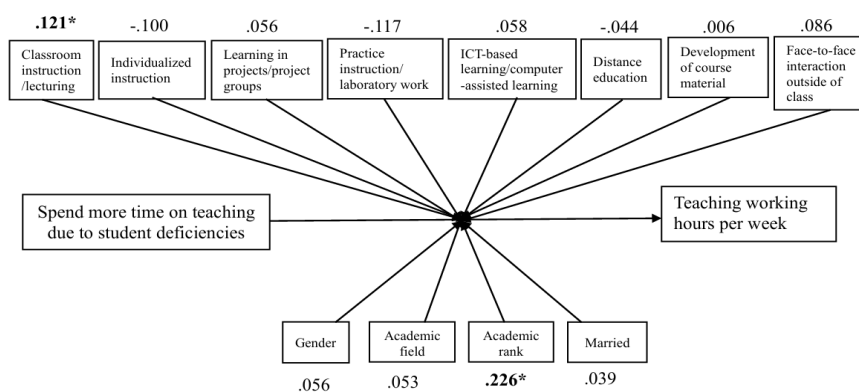 .121*
-.100
.056
-.117
.058
-.044
.006
.086
Classroom
instruction
/lecturing
Individualized
instruction
Learning in
projects/project
groups
Practice
instruction/
laboratory work
ICT-based
learning/computer
-assisted learning
Distance
education
Development
of course
material
Face-to-face
interaction
outside of
class
Spend more time on teaching
due to student deficiencies
Teaching working
hours per week
Gender
Academic
field
Academic
rank
Married
.056
.053
.226*
.039